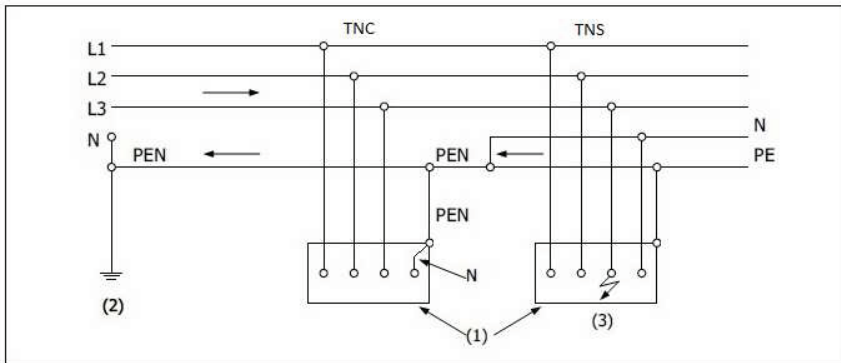 TNC TNS
L1
L2
L3
N N
PEN PEN PE
PEN
N
(2) (1) (3)